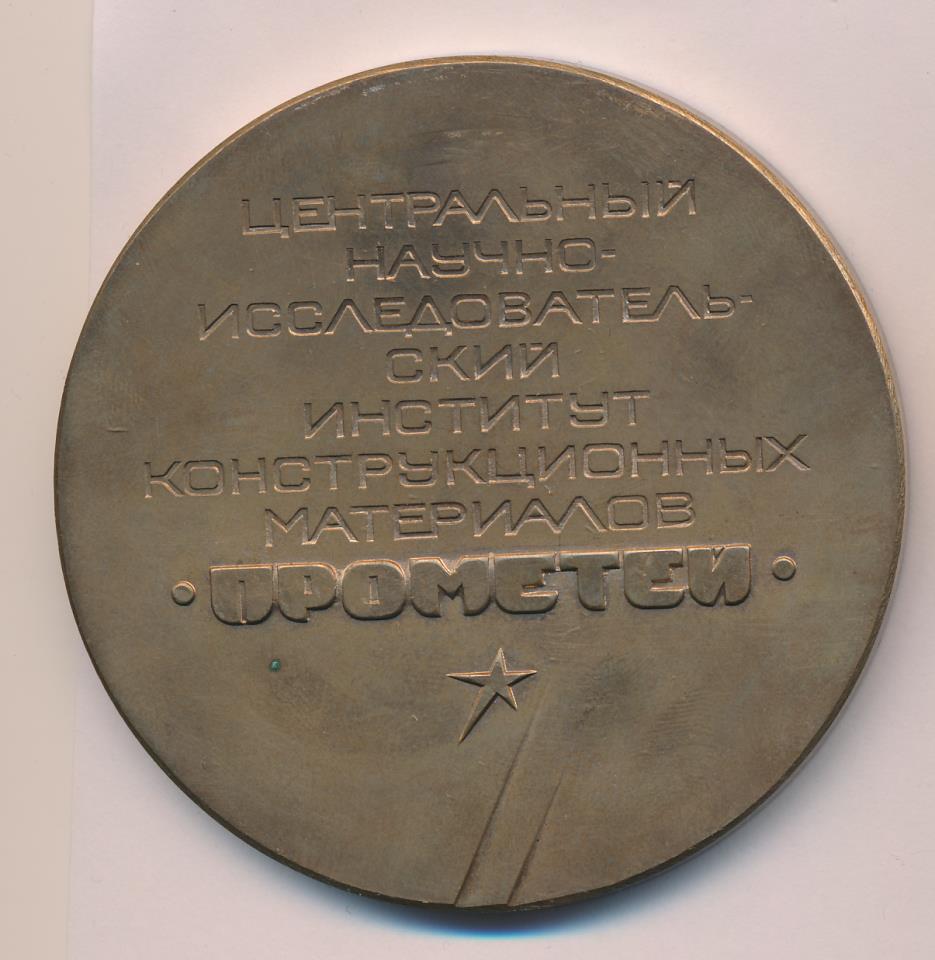 ЦЕНТРАЛЬНЫЙ
НАУЧНО-
ИССЛЕДОВАТЕЛЬ-
СКИЙ
ИНСТИТУТ
КОНСТРУКЦИОННЫХ
МАТЕРИАЛОВ
• ПРОМЕТЕЙ •